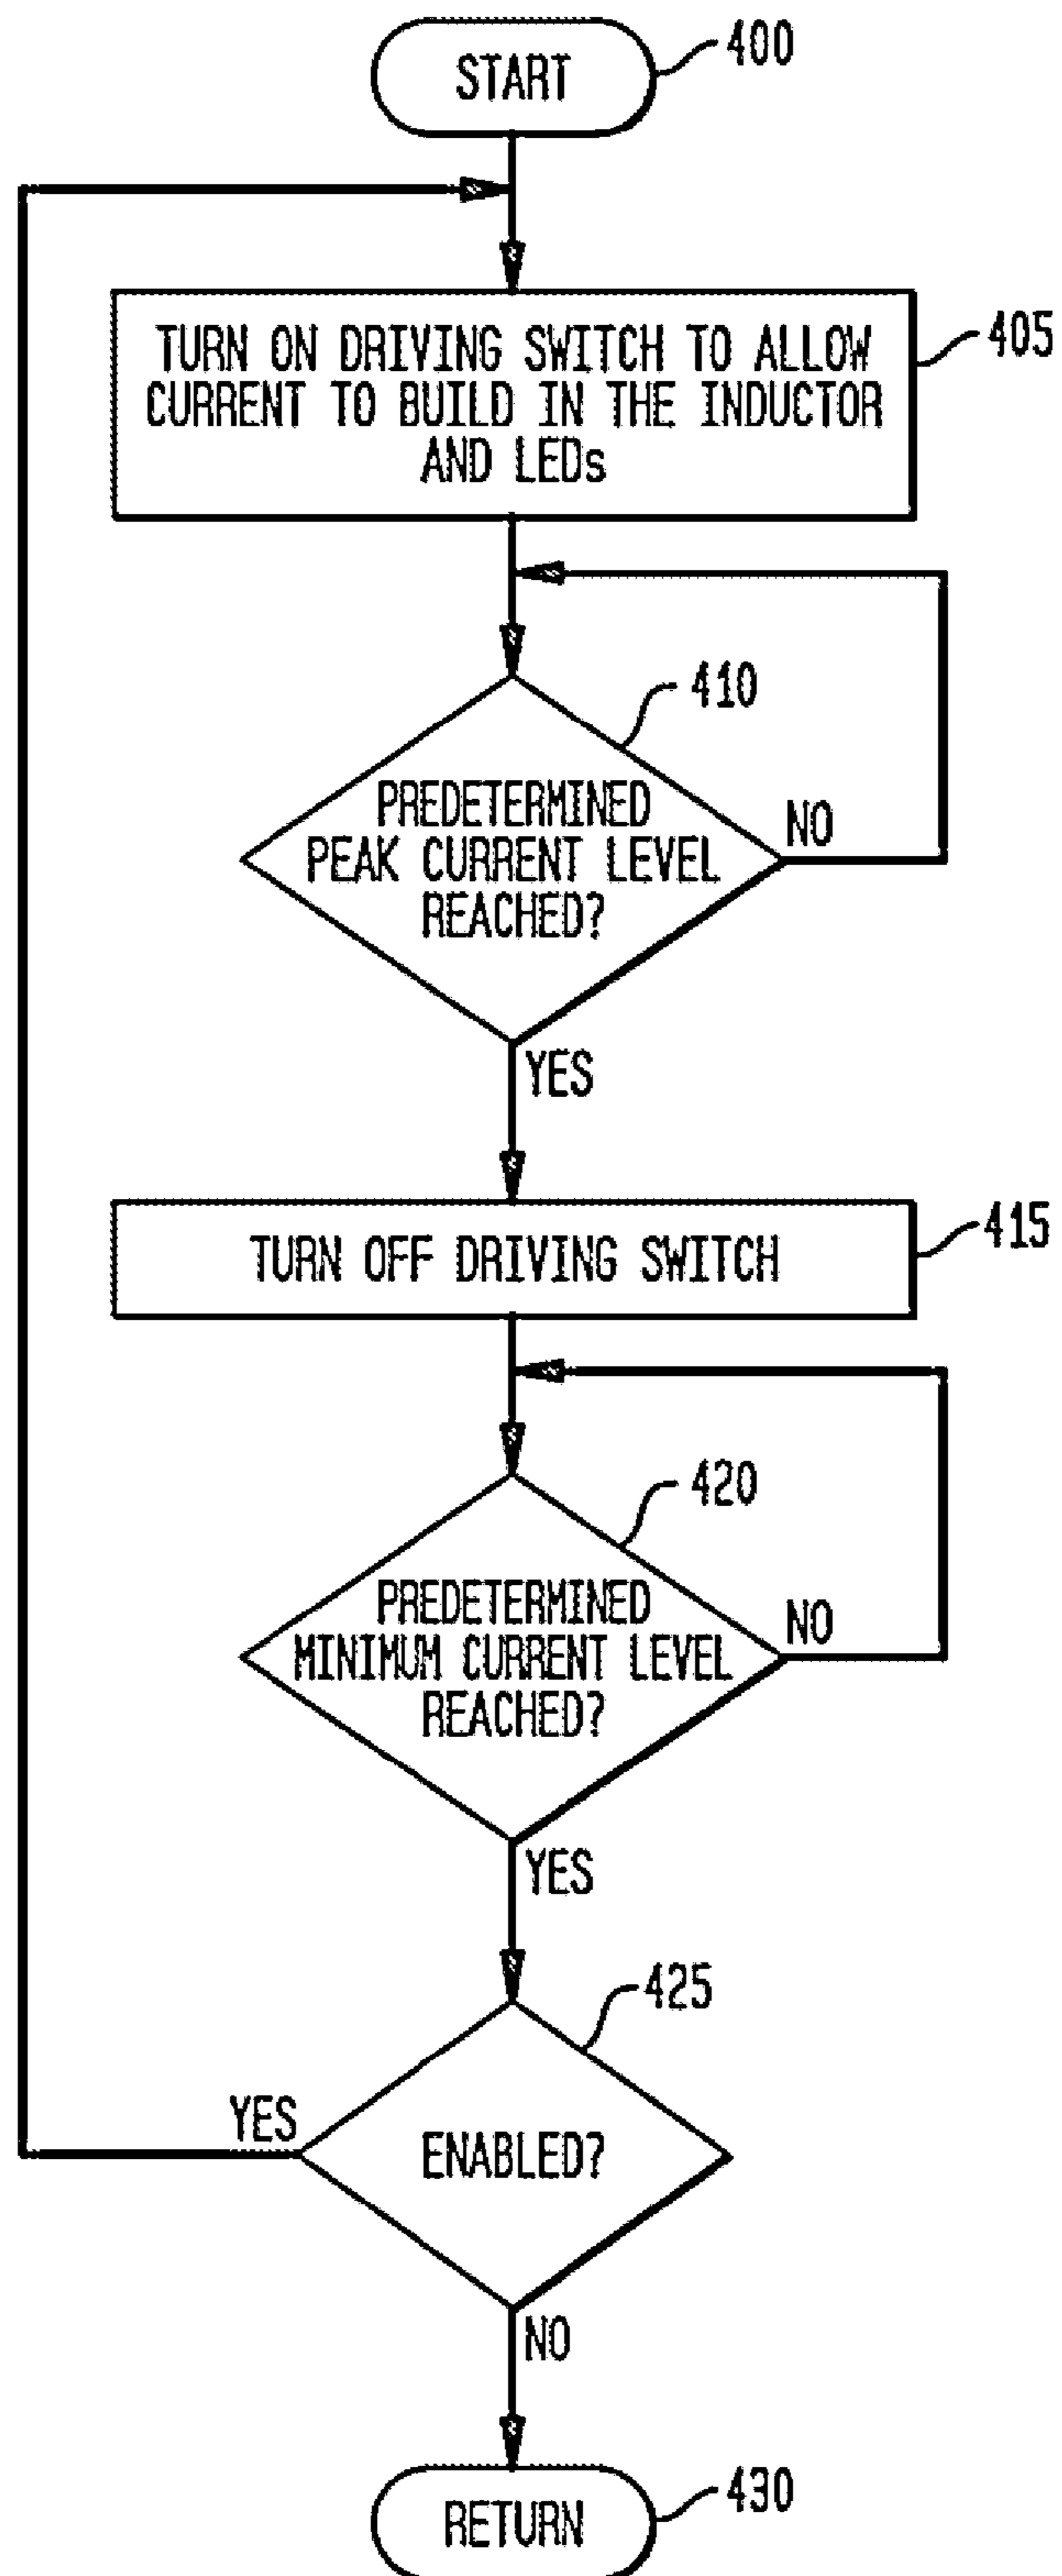 START
400
TURN ON DRIVING SWITCH TO ALLOW
CURRENT TO BUILD IN THE INDUCTOR
AND LEDs
405
410
PREDETERMINED
PEAK CURRENT LEVEL
REACHED?
NO
YES
TURN OFF DRIVING SWITCH
415
420
PREDETERMINED
MINIMUM CURRENT LEVEL
REACHED?
NO
YES
425
YES
ENABLED?
NO
RETURN
430